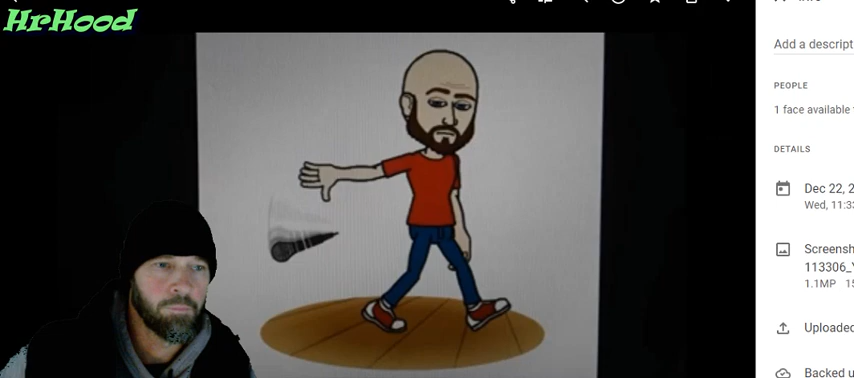 HrHood
Add a descript
PEOPLE
1 face available
DETAILS
Dec 22, 2
Wed, 11:3
Screensh
113306_
1.1MP 1
Uploaded
Backed u